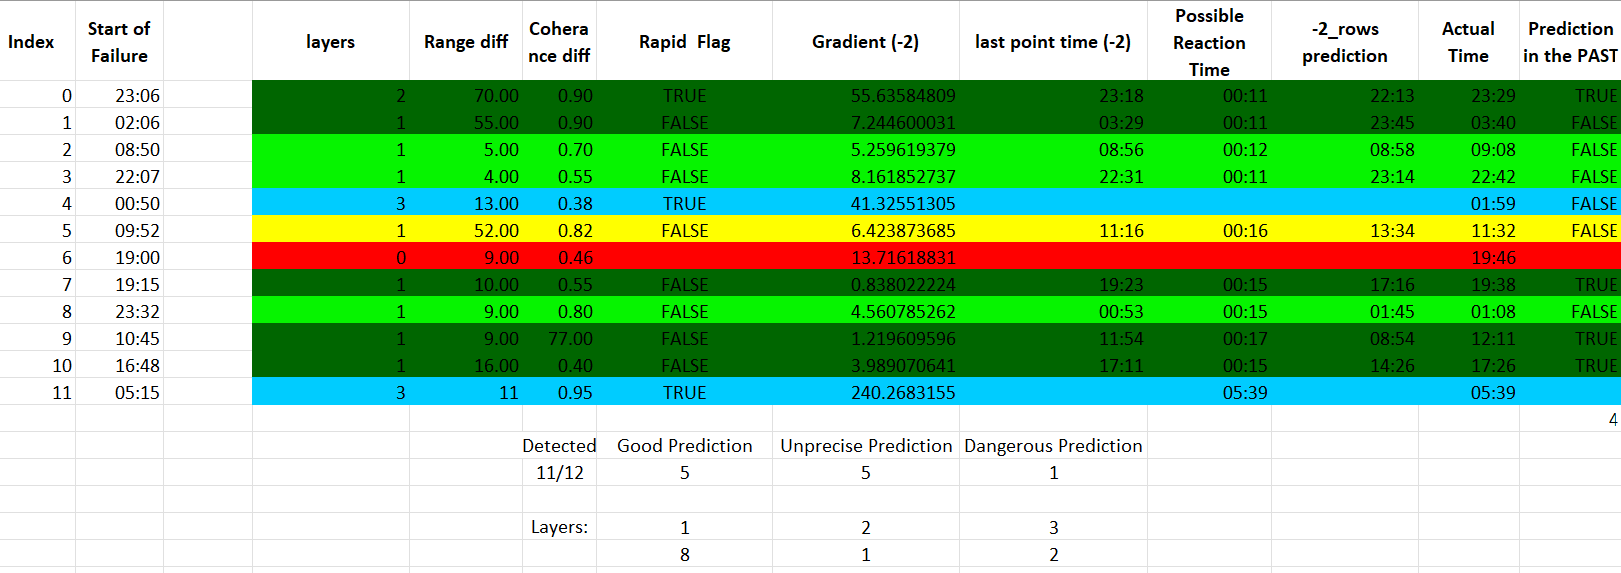 Index Start of Failure layers Range diff Coherance diff Rapid Flag Gradient (-2) last point time (-2) Possible Reaction Time -2_rows prediction Actual Time Prediction in the PAST
0 23:06 2 70.00 0.90 TRUE 55.63584809 23:18 00:11 22:13 23:29 TRUE
1 02:06 1 55.00 0.90 FALSE 7.244600031 03:29 00:11 23:45 03:40 FALSE
2 08:50 1 5.00 0.70 FALSE 5.259619379 08:56 00:12 08:58 09:08 FALSE
3 22:07 1 4.00 0.55 FALSE 8.161852737 22:31 00:11 23:14 22:42 FALSE
4 00:50 3 13.00 0.38 TRUE 41.32551305 01:59 FALSE
5 09:52 1 52.00 0.82 FALSE 6.423873685 11:16 00:16 13:34 11:32 FALSE
6 19:00 0 9.00 0.46 13.71618831 19:46
7 19:15 1 10.00 0.55 FALSE 0.838022224 19:23 00:15 17:16 19:38 TRUE
8 23:32 1 9.00 0.80 FALSE 4.560785262 00:53 00:15 01:45 01:08 FALSE
9 10:45 1 9.00 77.00 FALSE 1.219609596 11:54 00:17 08:54 12:11 TRUE
10 16:48 1 16.00 0.40 FALSE 3.989070641 17:11 00:15 14:26 17:26 TRUE
11 05:15 3 11 0.95 TRUE 240.2683155 05:39 05:39
4
Detected Good Prediction Unprecise Prediction Dangerous Prediction
11/12 5 5 1
Layers: 1 2 3
8 1 2